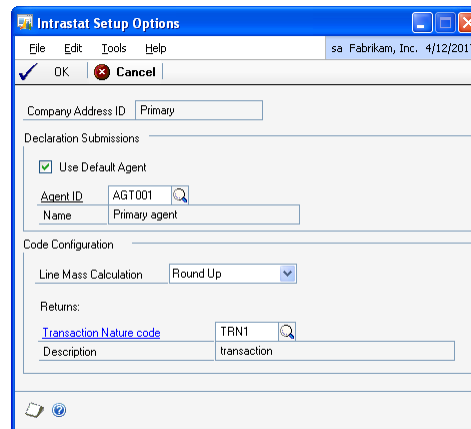 Intrastat Setup Options
File Edit Tools Help sa Fabrikam, Inc. 4/12/2017
OK Cancel
Company Address ID Primary
Declaration Submissions
Use Default Agent
Agent ID AGT001
Name Primary agent
Code Configuration
Line Mass Calculation Round Up
Returns:
Transaction Nature code TRN1
Description transaction